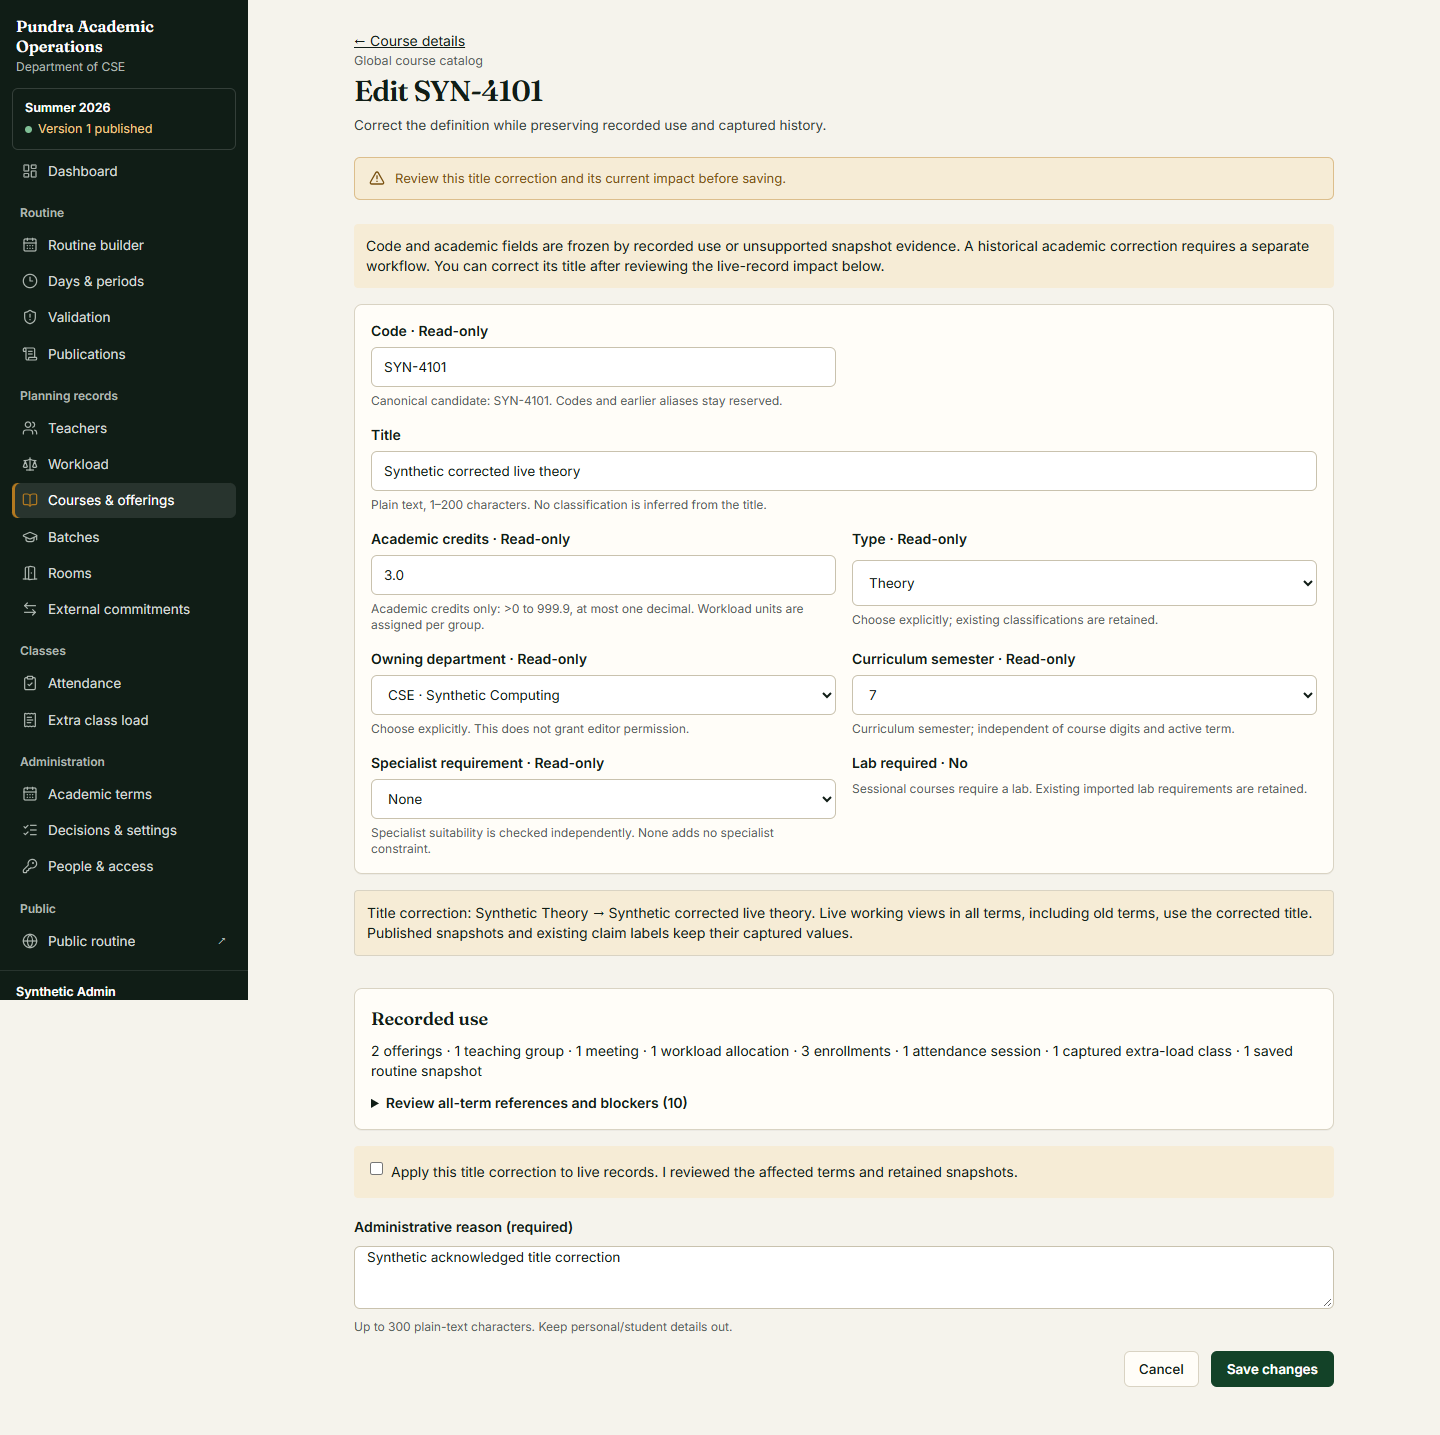 Pundra Academic
Operations
Department of CSE
Summer 2026
Version 1 published
Dashboard
Routine
Routine builder
Days & periods
Validation
Publications
Planning records
Teachers
Workload
Courses & offerings
Batches
Rooms
External commitments
Classes
Attendance
Extra class load
Administration
Academic terms
Decisions & settings
People & access
Public
Public routine ↗
Synthetic Admin
← Course details
Global course catalog
Edit SYN-4101
Correct the definition while preserving recorded use and captured history.
Review this title correction and its current impact before saving.
Code and academic fields are frozen by recorded use or unsupported snapshot evidence. A historical academic correction requires a separate
workflow. You can correct its title after reviewing the live-record impact below.
Code · Read-only
SYN-4101
Canonical candidate: SYN-4101. Codes and earlier aliases stay reserved.
Title
Synthetic corrected live theory
Plain text, 1–200 characters. No classification is inferred from the title.
Academic credits · Read-only
3.0
Academic credits only: >0 to 999.9, at most one decimal. Workload units are
assigned per group.
Type · Read-only
Theory
Choose explicitly; existing classifications are retained.
Owning department · Read-only
CSE · Synthetic Computing
Choose explicitly. This does not grant editor permission.
Curriculum semester · Read-only
7
Curriculum semester; independent of course digits and active term.
Specialist requirement · Read-only
None
Specialist suitability is checked independently. None adds no specialist
constraint.
Lab required · No
Sessional courses require a lab. Existing imported lab requirements are retained.
Title correction: Synthetic Theory → Synthetic corrected live theory. Live working views in all terms, including old terms, use the corrected title.
Published snapshots and existing claim labels keep their captured values.
Recorded use
2 offerings · 1 teaching group · 1 meeting · 1 workload allocation · 3 enrollments · 1 attendance session · 1 captured extra-load class · 1 saved
routine snapshot
▶ Review all-term references and blockers (10)
Apply this title correction to live records. I reviewed the affected terms and retained snapshots.
Administrative reason (required)
Synthetic acknowledged title correction
Up to 300 plain-text characters. Keep personal/student details out.
Cancel
Save changes